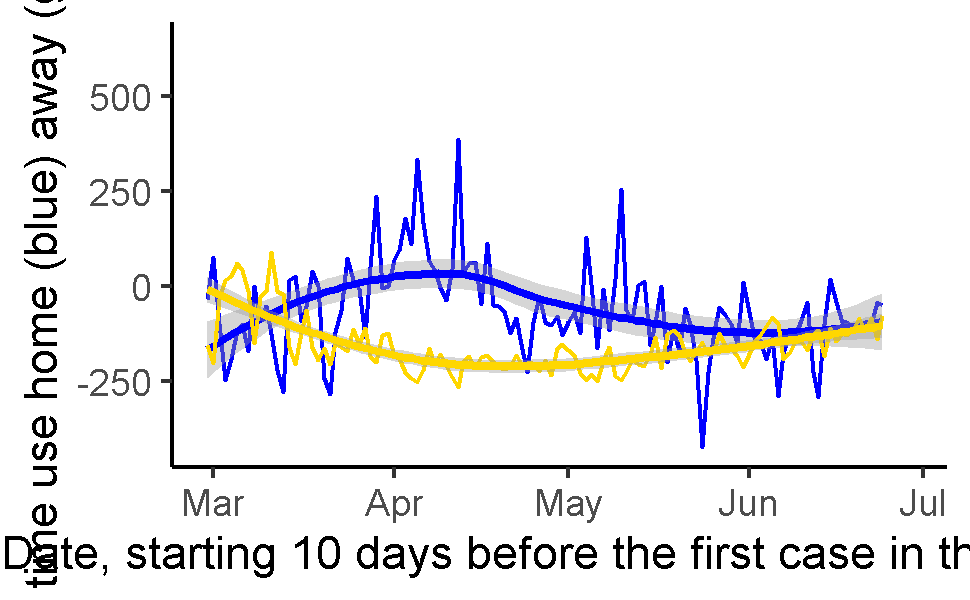 time use home (blue) away (
500
250
0
-250
Mar Apr May Jun Jul
Date, starting 10 days before the first case in th